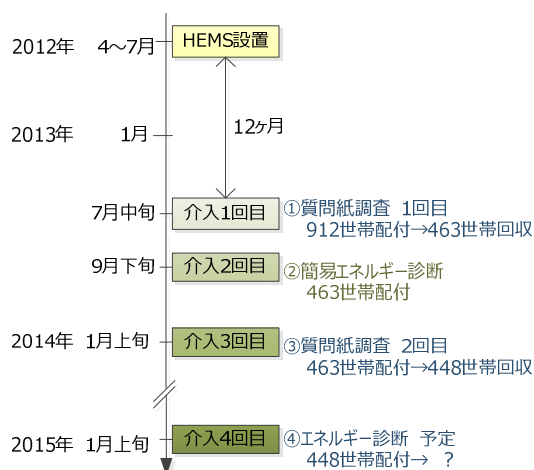 2012年 4～7月 HEMS設置
12ヶ月
2013年 1月
7月中旬 介入1回目 ①質問紙調査 1回目
912世帯配付→463世帯回収
9月下旬 介入2回目 ②簡易エネルギー診断
463世帯配付
2014年 1月上旬 介入3回目 ③質問紙調査 2回目
463世帯配付→448世帯回収
2015年 1月上旬 介入4回目 ④エネルギー診断 予定
448世帯配付→ ？